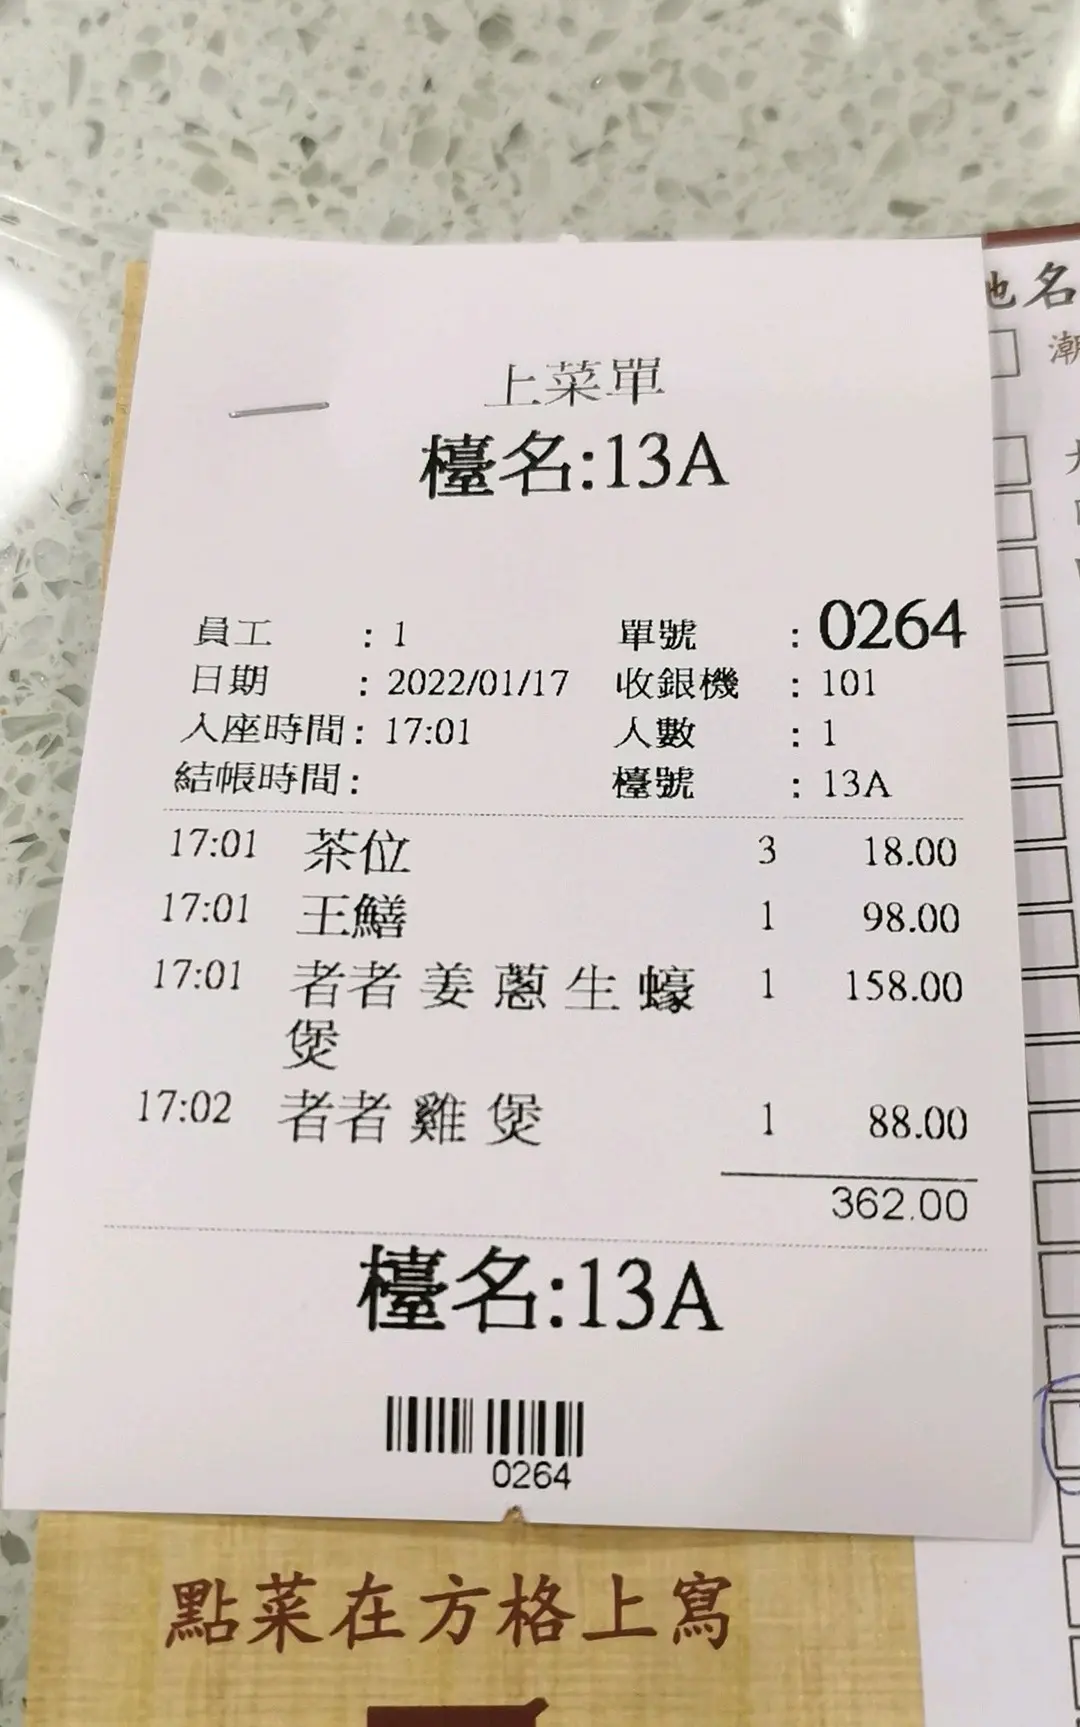 上菜單
檯名:13A
員工 : 1 單號 : 0264
日期 : 2022/01/17 收銀機 : 101
入座時間 : 17:01 人數 : 1
結帳時間 : 檯號 : 13A
17:01 茶位 3 18.00
17:01 王鱔 1 98.00
17:01 者者 姜 蔥 生 蠔 1 158.00
煲
17:02 者者 雞 煲 1 88.00
362.00
檯名:13A
0264
點菜在方格上寫
名
潮